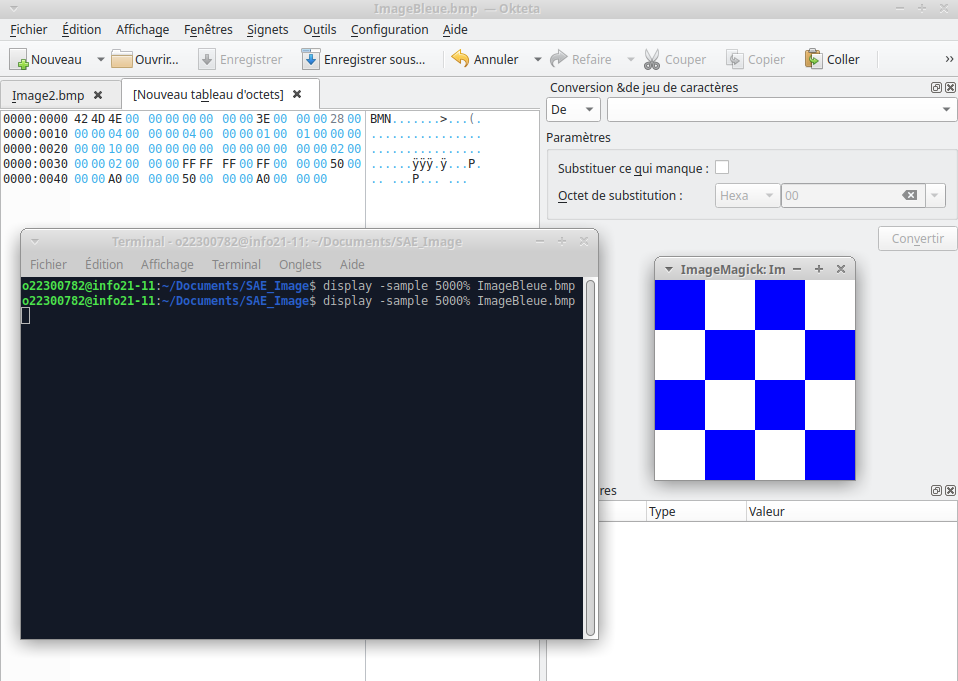 ImageBleue.bmp — Okteta
Fichier Édition Affichage Fenêtres Signets Outils Configuration Aide
Nouveau Ouvrir... Enregistrer Enregistrer sous... Annuler Refaire Couper Copier Coller »
Image2.bmp [Nouveau tableau d'octets]
Conversion &de jeu de caractères
De
Paramètres
Substituer ce qui manque :
Octet de substitution : Hexa 00
Convertir
0000:0000 42 4D 4E 00 00 00 00 00 00 00 3E 00 00 00 28 00 BMN.......>...(.
0000:0010 00 00 04 00 00 00 04 00 00 00 01 00 01 00 00 00 ................
0000:0020 00 00 10 00 00 00 00 00 00 00 00 00 00 00 02 00 ................
0000:0030 00 00 02 00 00 00 FF FF FF 00 FF 00 00 00 50 00 ......ÿÿÿ.ÿ...P.
0000:0040 00 00 A0 00 00 00 50 00 00 00 A0 00 00 00 .. ...P... ...
Terminal - o22300782@info21-11: ~/Documents/SAE_Image
Fichier Édition Affichage Terminal Onglets Aide
o22300782@info21-11:~/Documents/SAE_Image$ display -sample 5000% ImageBleue.bmp
o22300782@info21-11:~/Documents/SAE_Image$ display -sample 5000% ImageBleue.bmp
ImageMagick: Im
res
Type Valeur